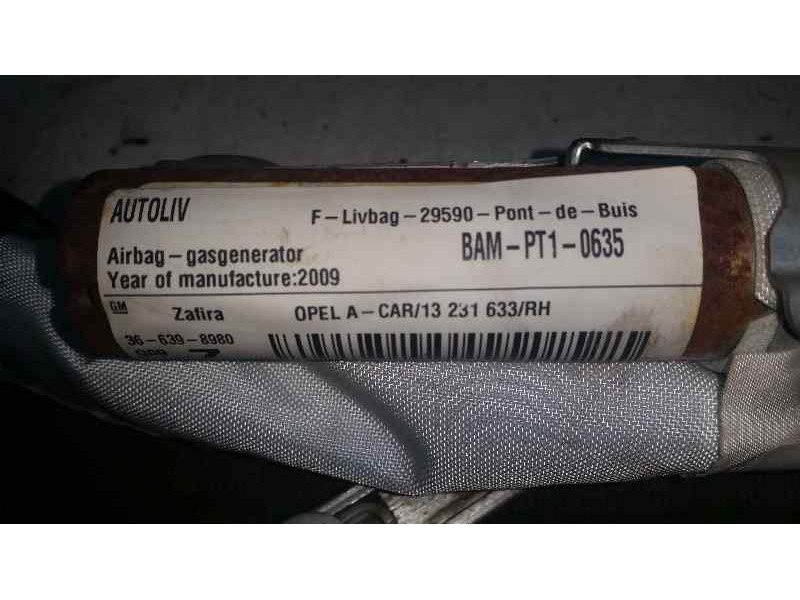 AUTOLIV
F-Livbag-29590-Pont-de-Buis
Airbag-gasgenerator
BAM-PT1-0635
Year of manufacture:2009
GM
Zafira
OPEL A-CAR/13 231 633/RH
36-639-8980